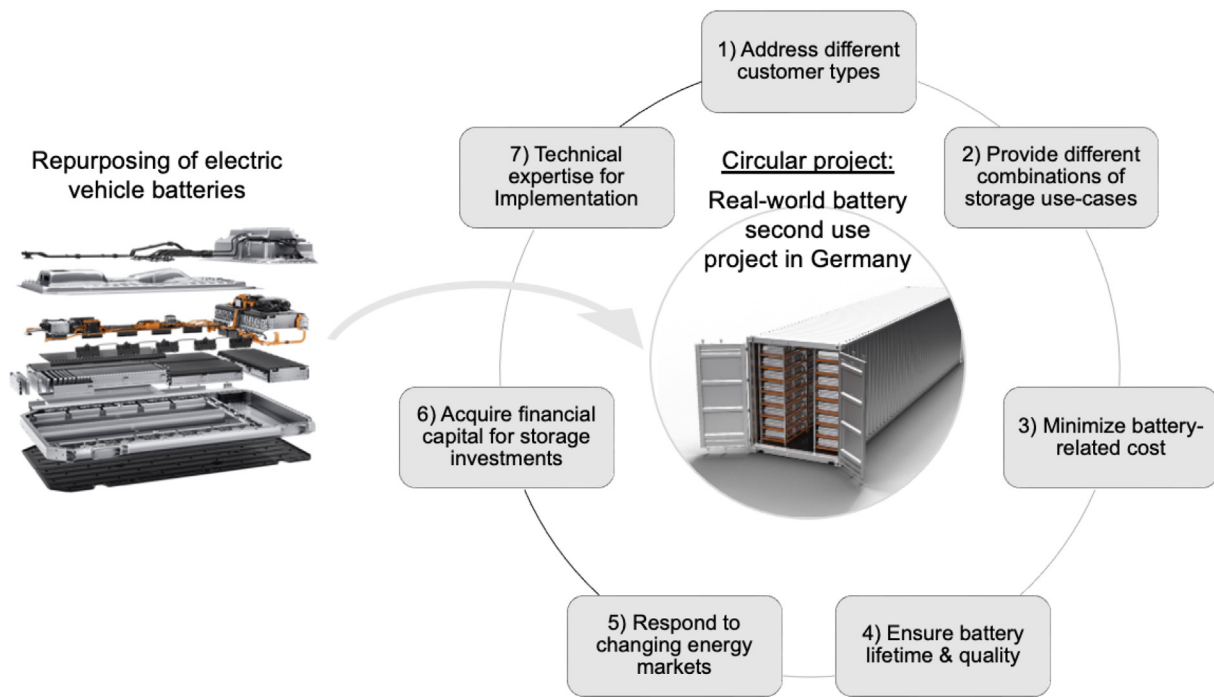 Repurposing of electric
vehicle batteries
Circular project:
Real-world battery
second use
project in Germany
1) Address different
customer types
2) Provide different
combinations of
storage use-cases
3) Minimize battery-
related cost
4) Ensure battery
lifetime & quality
5) Respond to
changing energy
markets
6) Acquire financial
capital for storage
investments
7) Technical
expertise for
Implementation